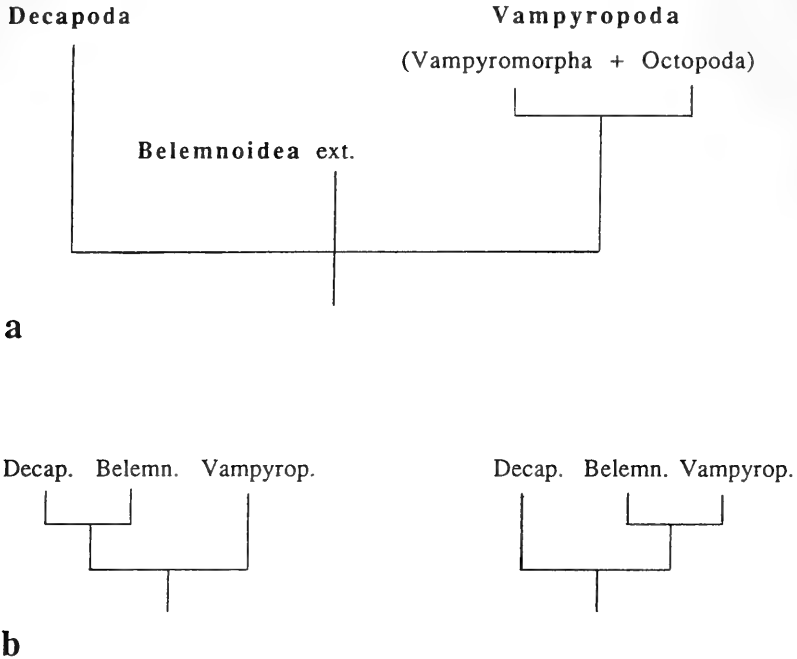 Decapoda Vampyropoda
(Vampyromorpha + Octopoda)
Belemnoidea ext.
a
Decap. Belemn. Vampyrop. Decap. Belemn. Vampyrop.
b